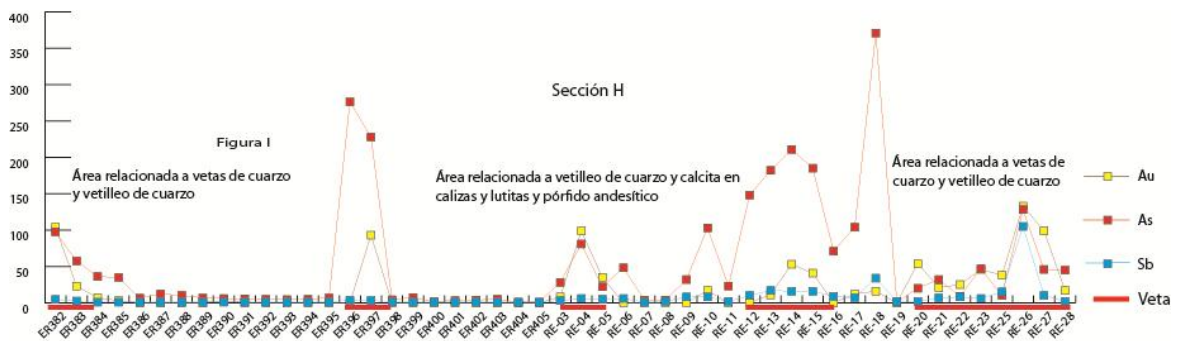 400
350
300
250
200
150
100
50
0
Sección H
Figura I
Área relacionada a vetas de cuarzo
y vetilleo de cuarzo
Área relacionada a vetilleo de cuarzo y calcita en
calizas y lutitas y pórfido andesítico
Área relacionada a vetas de
cuarzo y vetilleo de cuarzo
Au
As
Sb
Veta
ER382
ER383
ER384
ER385
ER386
ER387
ER388
ER389
ER390
ER391
ER392
ER393
ER394
ER395
ER396
ER397
ER398
ER399
ER400
ER401
ER402
ER403
ER404
ER405
RE-03
RE-04
RE-05
RE-06
RE-07
RE-08
RE-09
RE-10
RE-11
RE-12
RE-13
RE-14
RE-15
RE-16
RE-17
RE-18
RE-19
RE-20
RE-21
RE-22
RE-23
RE-25
RE-26
RE-27
RE-28